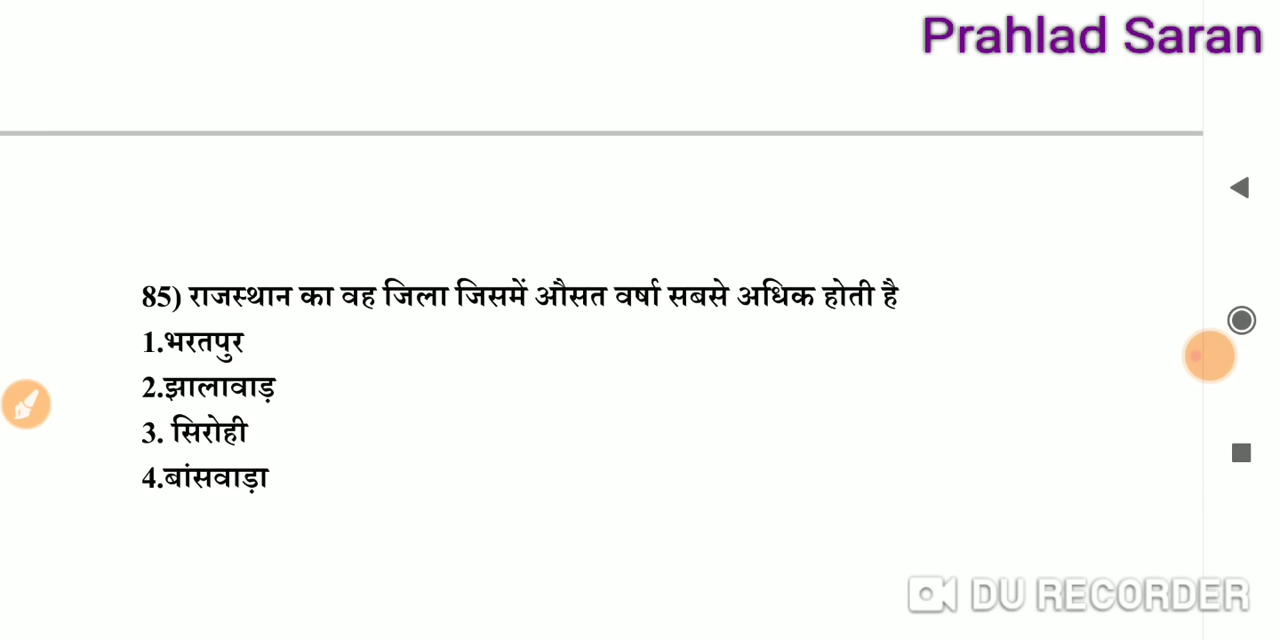 Prahlad Saran
85) राजस्थान का वह जिला जिसमें औसत वर्षा सबसे अधिक होती है
1.भरतपुर
2.झालावाड़
3. सिरोही
4.बांसवाड़ा
DU RECORDER